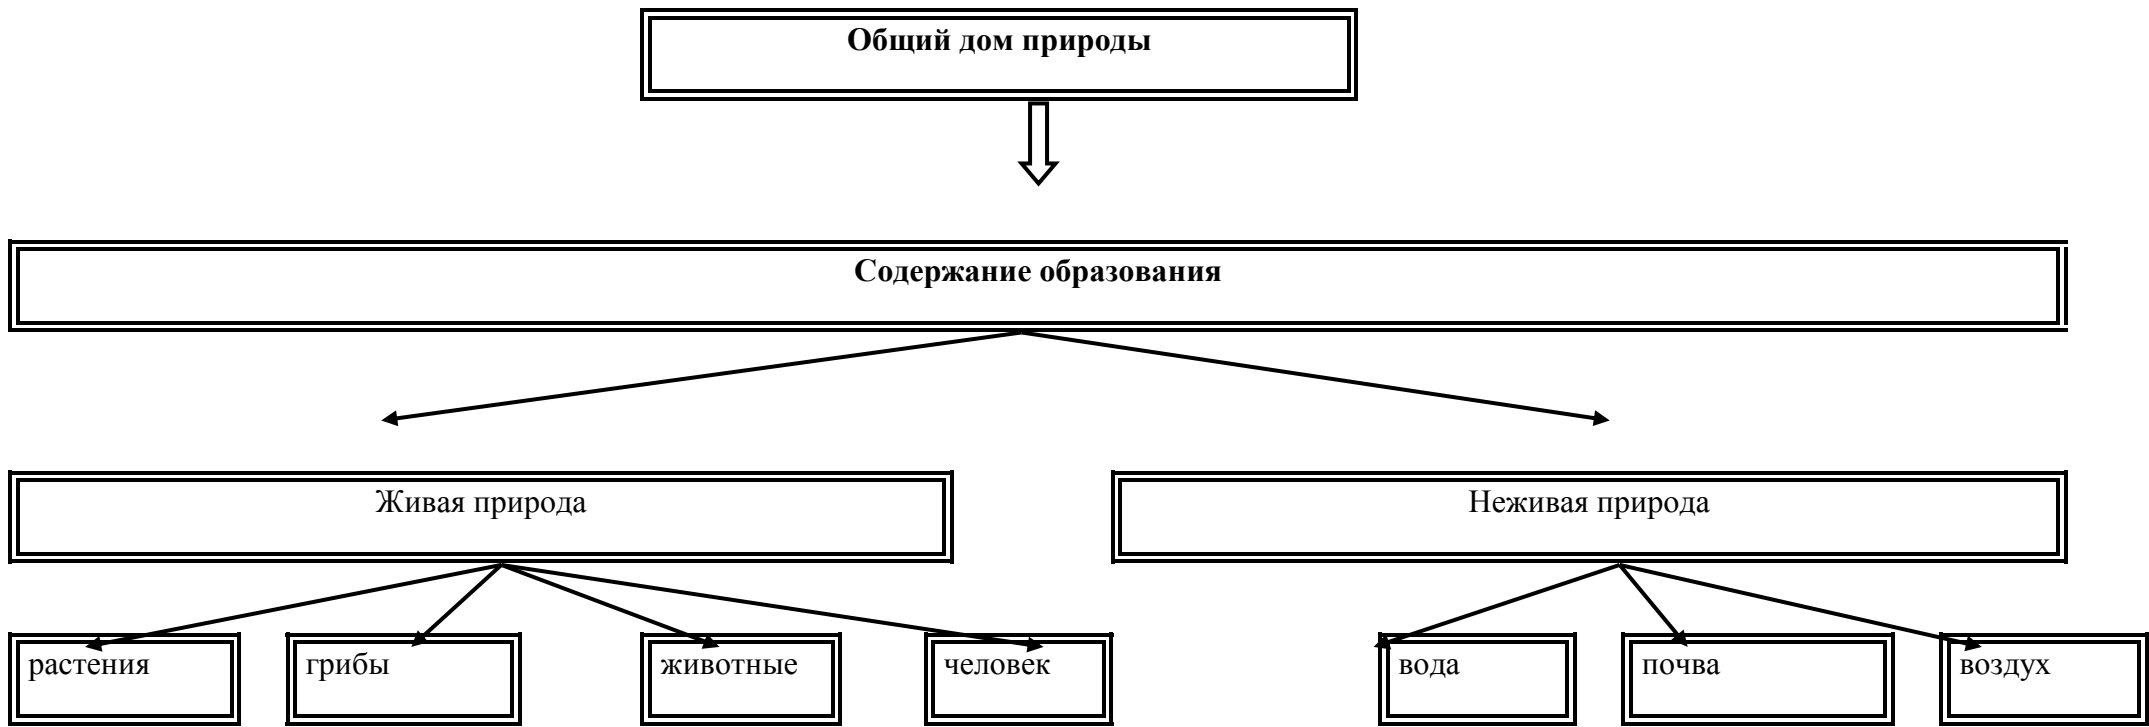 Общий дом природы
Содержание образования
Живая природа
Неживая природа
растения
грибы
животные
человек
вода
почва
воздух